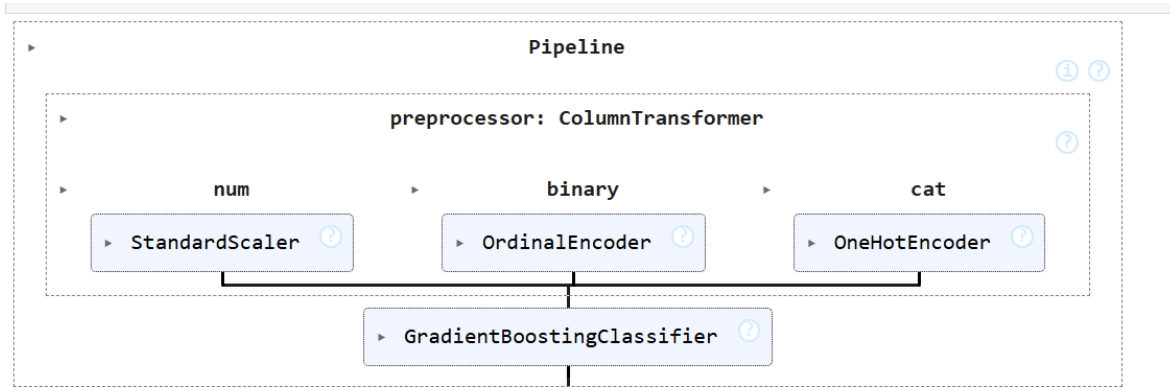 Pipeline
i ?
preprocessor: ColumnTransformer
?
num binary cat
StandardScaler ? OrdinalEncoder ? OneHotEncoder ?
GradientBoostingClassifier ?